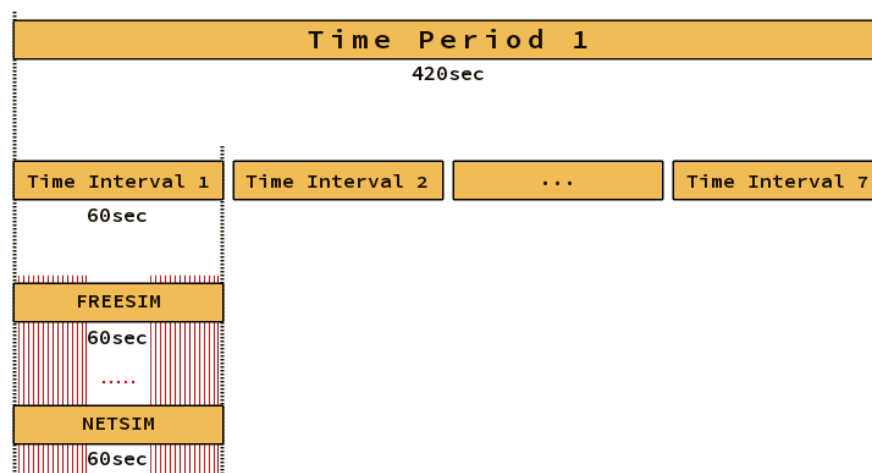 Time Period 1
420sec
Time Interval 1
Time Interval 2
...
Time Interval 7
60sec
FREESIM
60sec
.....
NETSIM
60sec